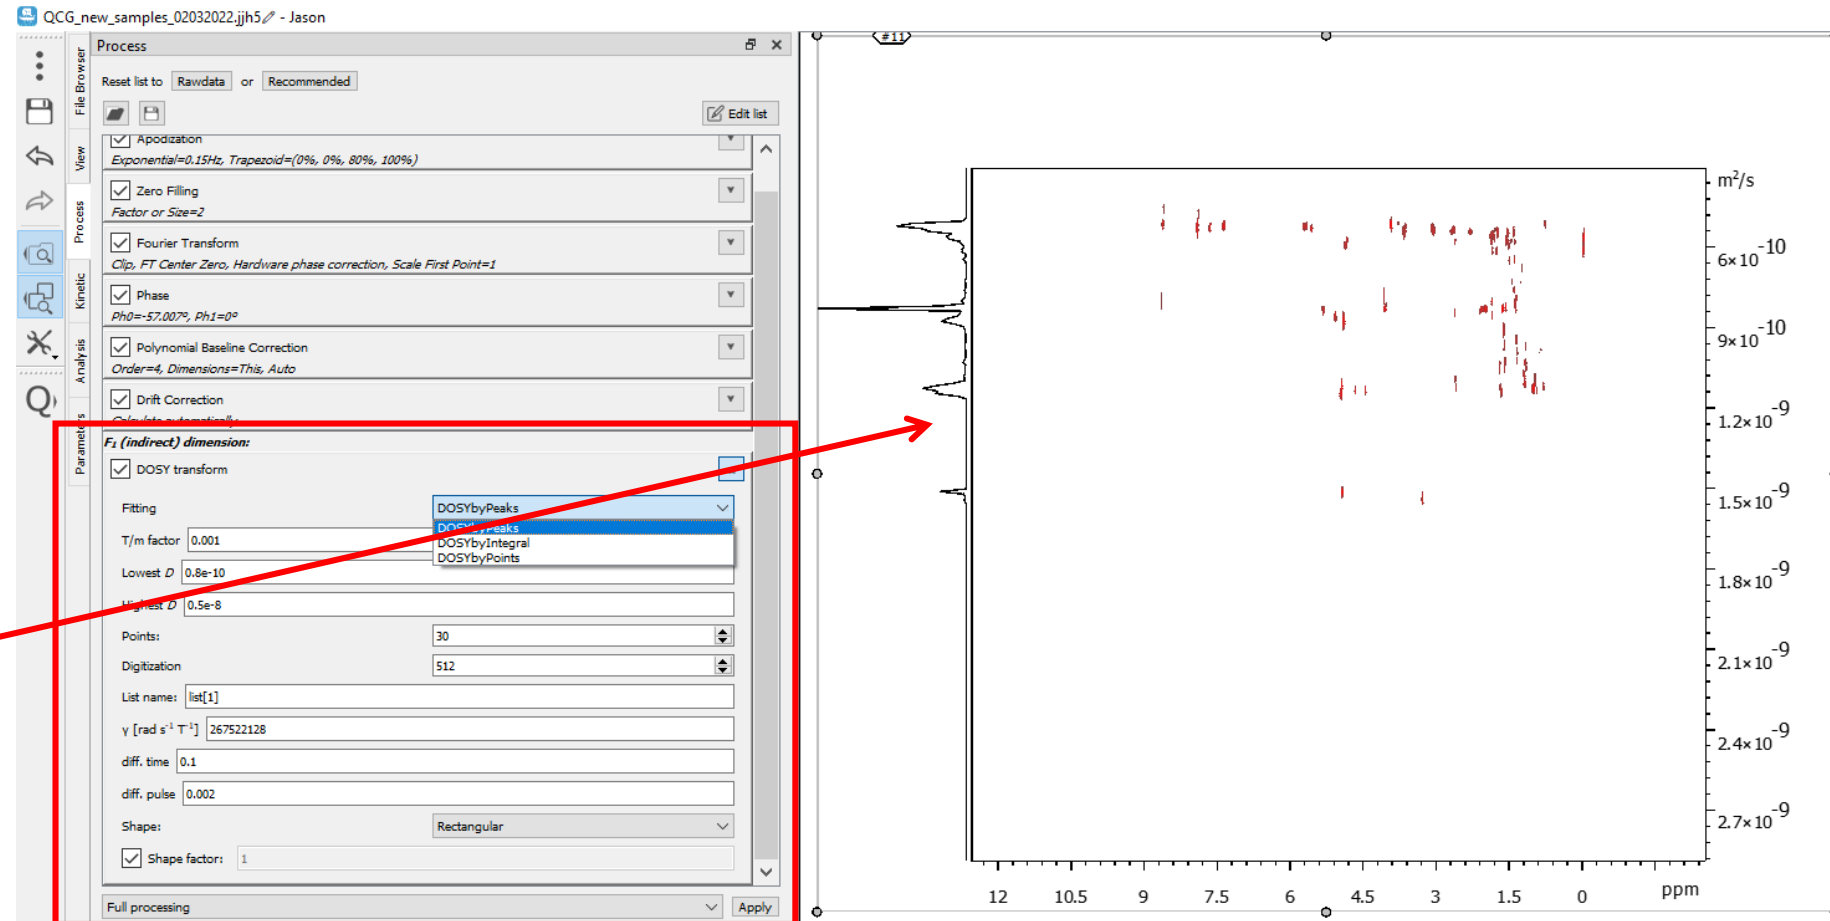 QCG_new_samples_02032022.jjh5 - Jason
File Browser
View
Process
Kinetic
Analysis
Parameters
Process
Reset list to Rawdata or Recommended
Edit list
Apodization
Exponential=0.15Hz, Trapezoid=(0%, 0%, 80%, 100%)
Zero Filling
Factor or Size=2
Fourier Transform
Clip, FT Center Zero, Hardware phase correction, Scale First Point=1
Phase
Ph0=-57.007º, Ph1=0º
Polynomial Baseline Correction
Order=4, Dimensions=This, Auto
Drift Correction
Calculate automatically
F₁ (indirect) dimension:
DOSY transform
Fitting DOSYbyPeaks
DOSYbyPeaks
DOSYbyIntegral
DOSYbyPoints
T/m factor 0.001
Lowest D 0.8e-10
Highest D 0.5e-8
Points: 30
Digitization 512
List name: list[1]
γ [rad s⁻¹ T⁻¹] 267522128
diff. time 0.1
diff. pulse 0.002
Shape: Rectangular
Shape factor: 1
Full processing Apply
#11
m²/s
6×10⁻¹⁰
9×10⁻¹⁰
1.2×10⁻⁹
1.5×10⁻⁹
1.8×10⁻⁹
2.1×10⁻⁹
2.4×10⁻⁹
2.7×10⁻⁹
12 10.5 9 7.5 6 4.5 3 1.5 0 ppm